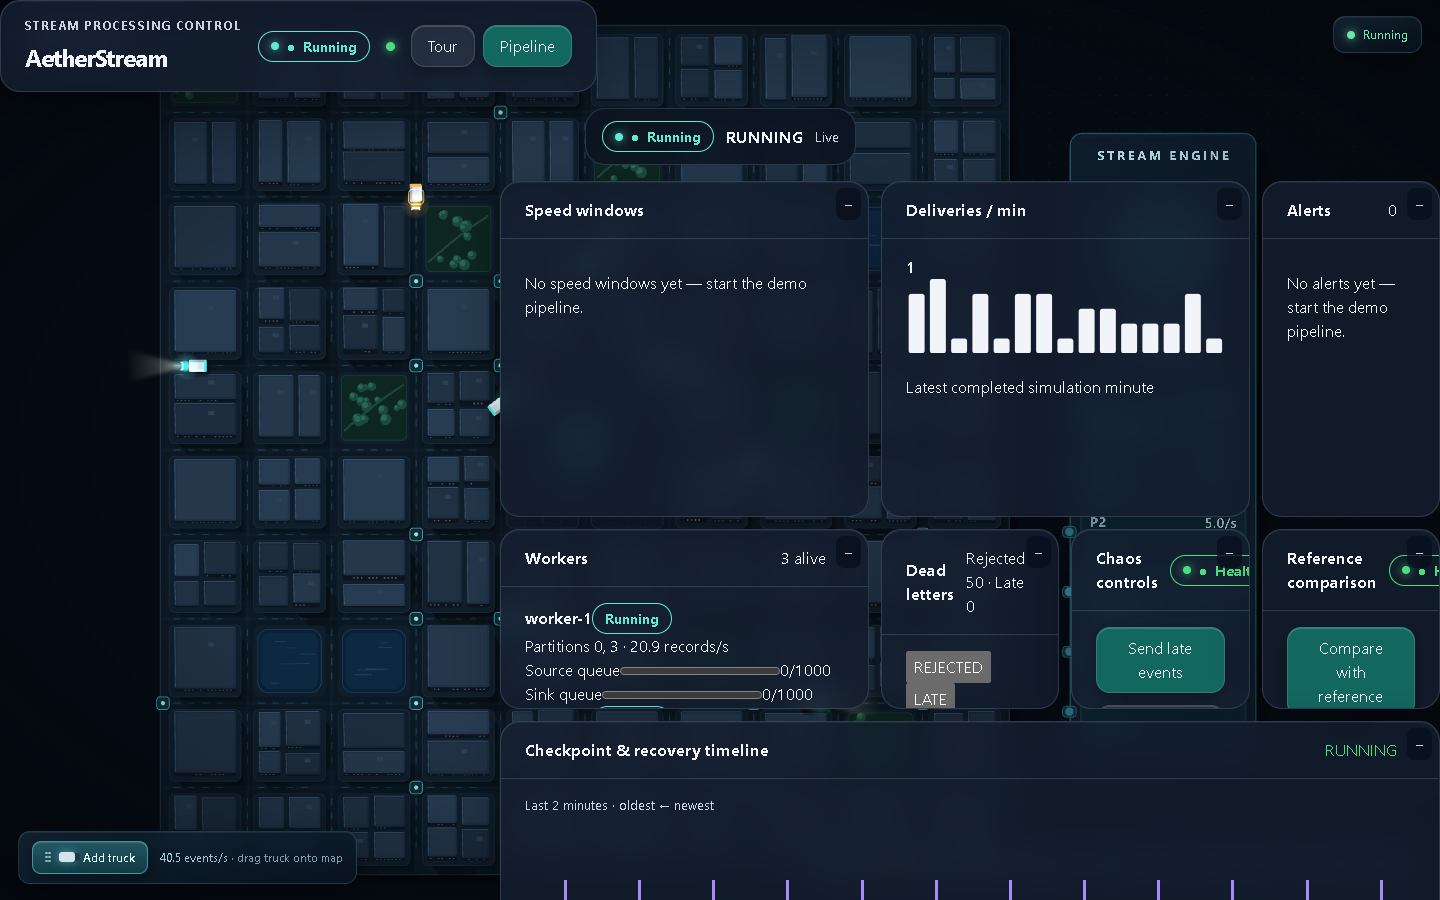 STREAM PROCESSING CONTROL
AetherStream
Running
Tour
Pipeline
Running
Running
RUNNING
Live
STREAM ENGINE
Speed windows
No speed windows yet — start the demo
pipeline.
Deliveries / min
1
Latest completed simulation minute
Alerts
0
No alerts yet —
start the demo
pipeline.
P2
5.0/s
Workers
3 alive
worker-1
Running
Partitions 0, 3 · 20.9 records/s
Source queue
0/1000
Sink queue
0/1000
Dead
letters
Rejected
50 · Late
0
REJECTED
LATE
Chaos
controls
Send late
events
Reference
comparison
Compare
with
reference
Checkpoint & recovery timeline
RUNNING
Last 2 minutes · oldest ← newest
Add truck
40.5 events/s · drag truck onto map